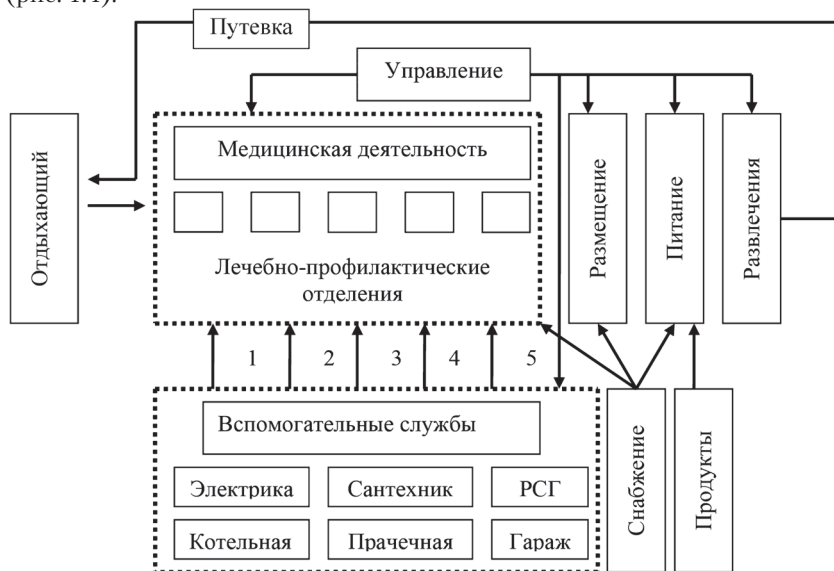 (рис. 1.1).
Путевка
Управление
Отдыхающий
Медицинская деятельность
Лечебно-профилактические
отделения
Размещение
Питание
Развлечения
1 2 3 4 5
Вспомогательные службы
Электрика Сантехник РСГ
Котельная Прачечная Гараж
Снабжение
Продукты